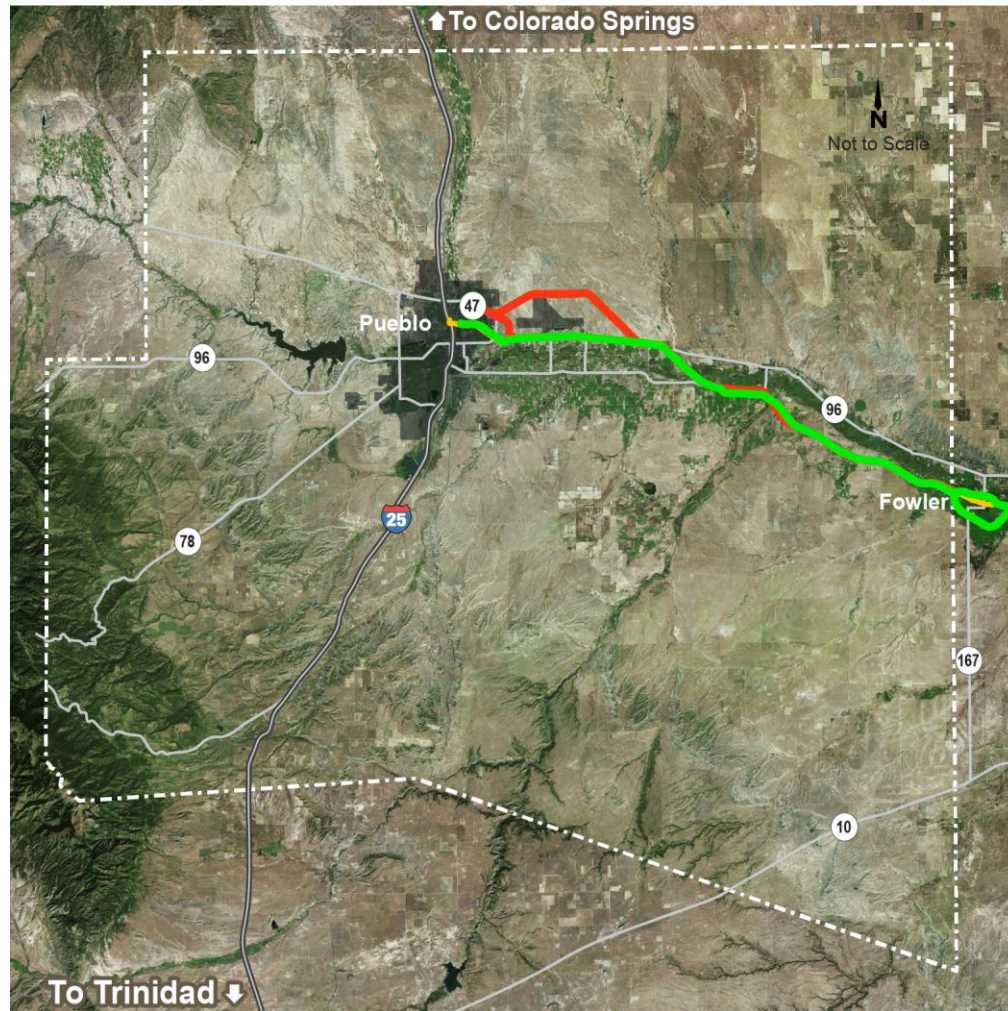 To Colorado Springs
N
Not to Scale
47
Pueblo
96
96
Fowler
25
78
167
10
To Trinidad